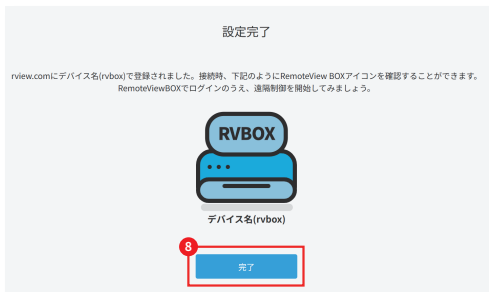 設定完了
rview.comにデバイス名(rvbox)で登録されました。接続時、下記のようにRemoteView BOXアイコンを確認することができます。
RemoteViewBOXでログインのうえ、遠隔制御を開始してみましょう。
RVBOX
デバイス名(rvbox)
8
完了